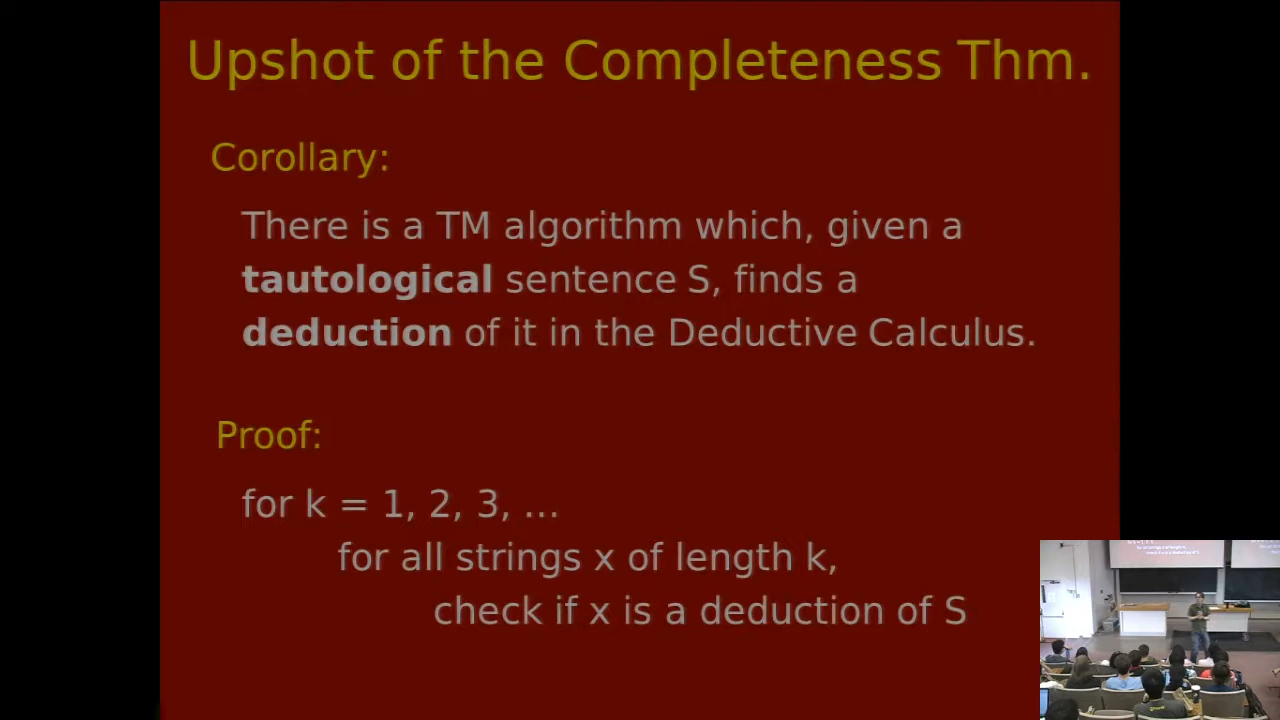 Upshot of the Completeness Thm.
Corollary:
There is a TM algorithm which, given a
tautological sentence S, finds a
deduction of it in the Deductive Calculus.
Proof:
for k = 1, 2, 3, …
for all strings x of length k,
check if x is a deduction of S